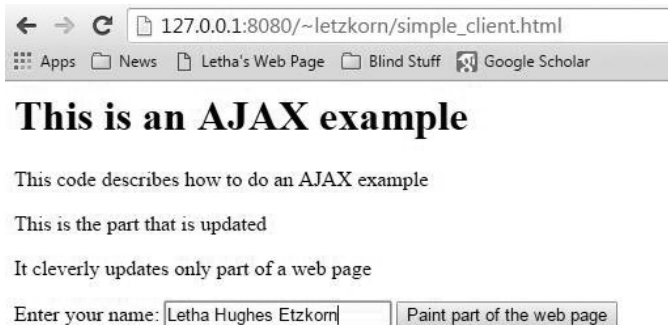 127.0.0.1:8080/~letzkorn/simple_client.html
Apps News Letha's Web Page Blind Stuff Google Scholar
This is an AJAX example
This code describes how to do an AJAX example
This is the part that is updated
It cleverly updates only part of a web page
Enter your name: Letha Hughes Etzkorn Paint part of the web page